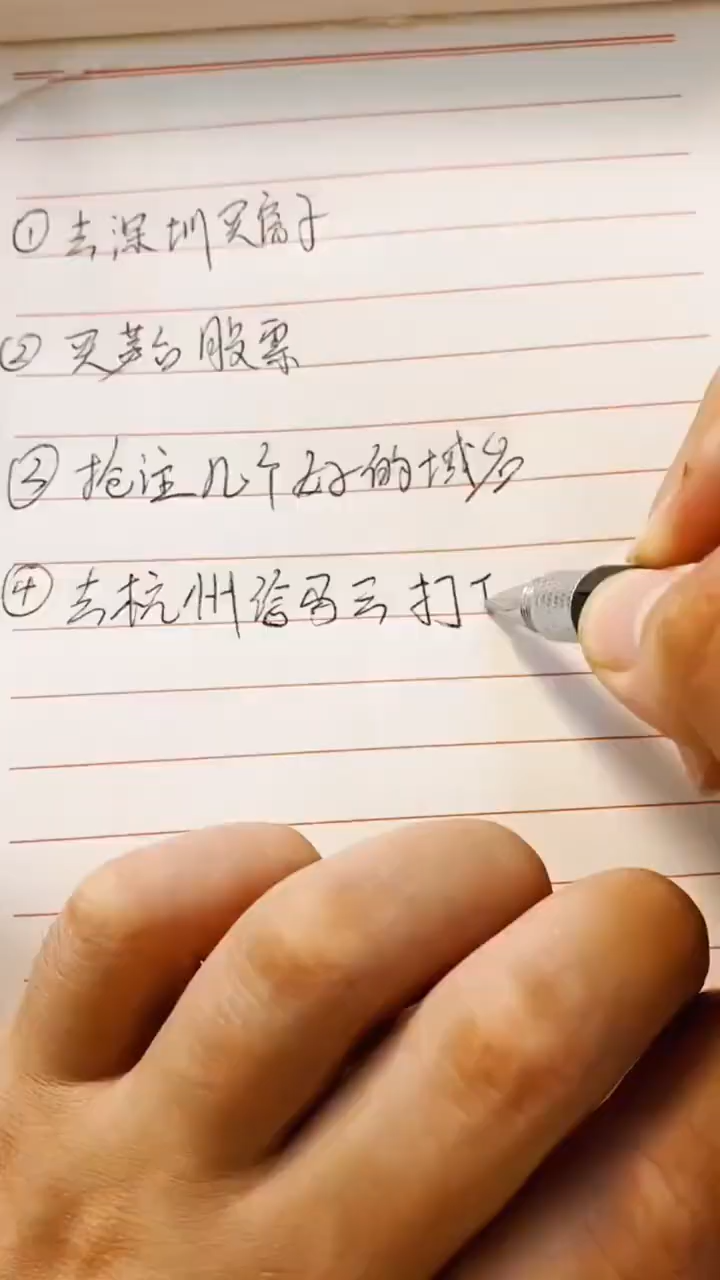 ①去深圳买房子
②买茅台股票
③抢注几个好的域名
④去杭州给马云打